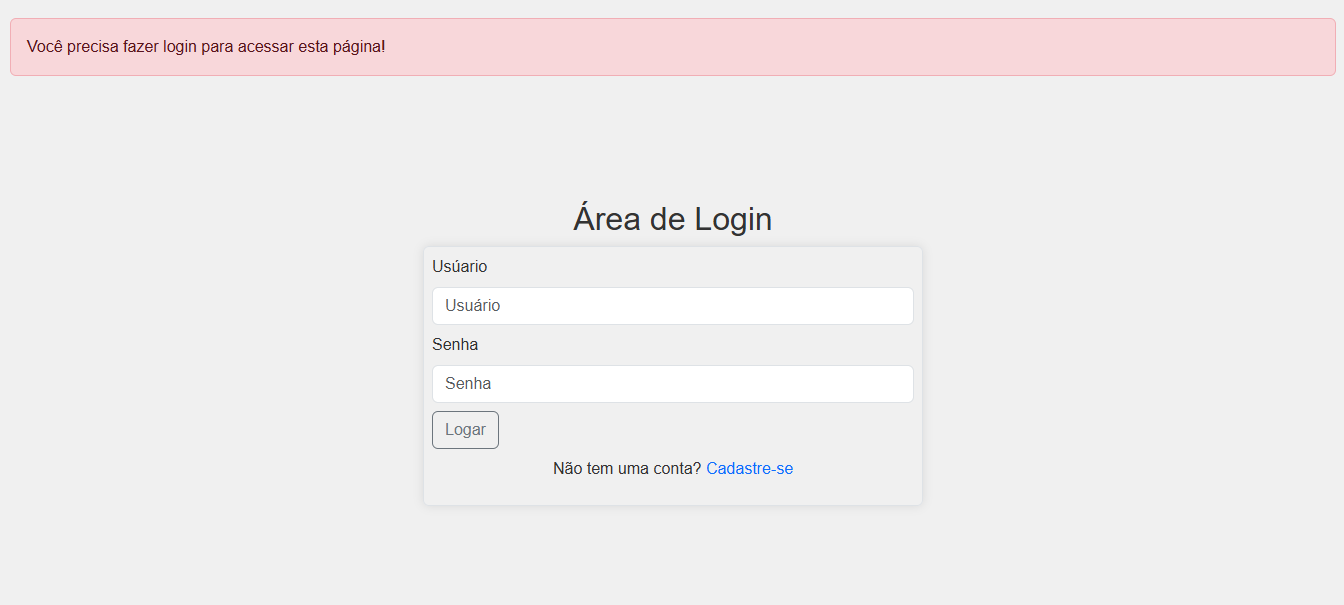 Você precisa fazer login para acessar esta página!
Área de Login
Usúario
Usuário
Senha
Senha
Logar
Não tem uma conta? Cadastre-se